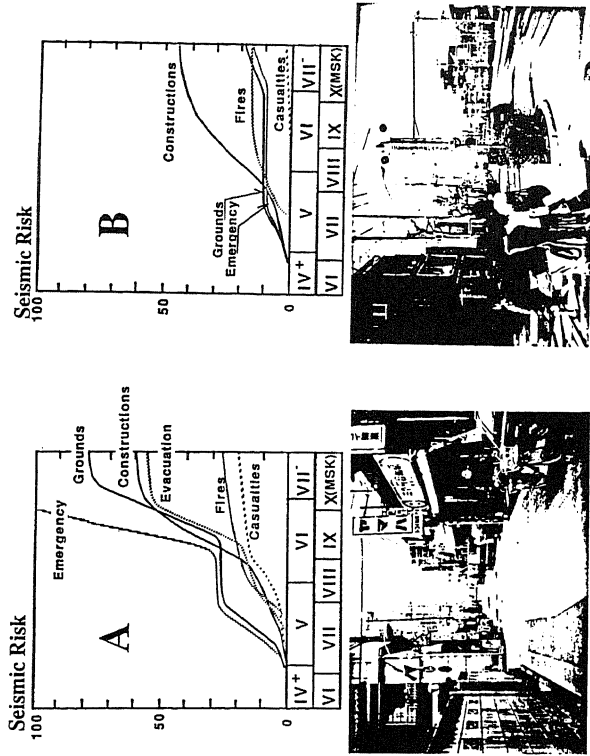 Seismic Risk
A
100
50
0
Emergency
Grounds
Constructions
Evacuation
Fires
Casualties
IV+ V VI VII-
VI VII VIII IX X(MSK)
Seismic Risk
B
100
50
0
Constructions
Fires
Casualties
Grounds
Emergency
IV+ V VI VII-
VI VII VIII IX X(MSK)